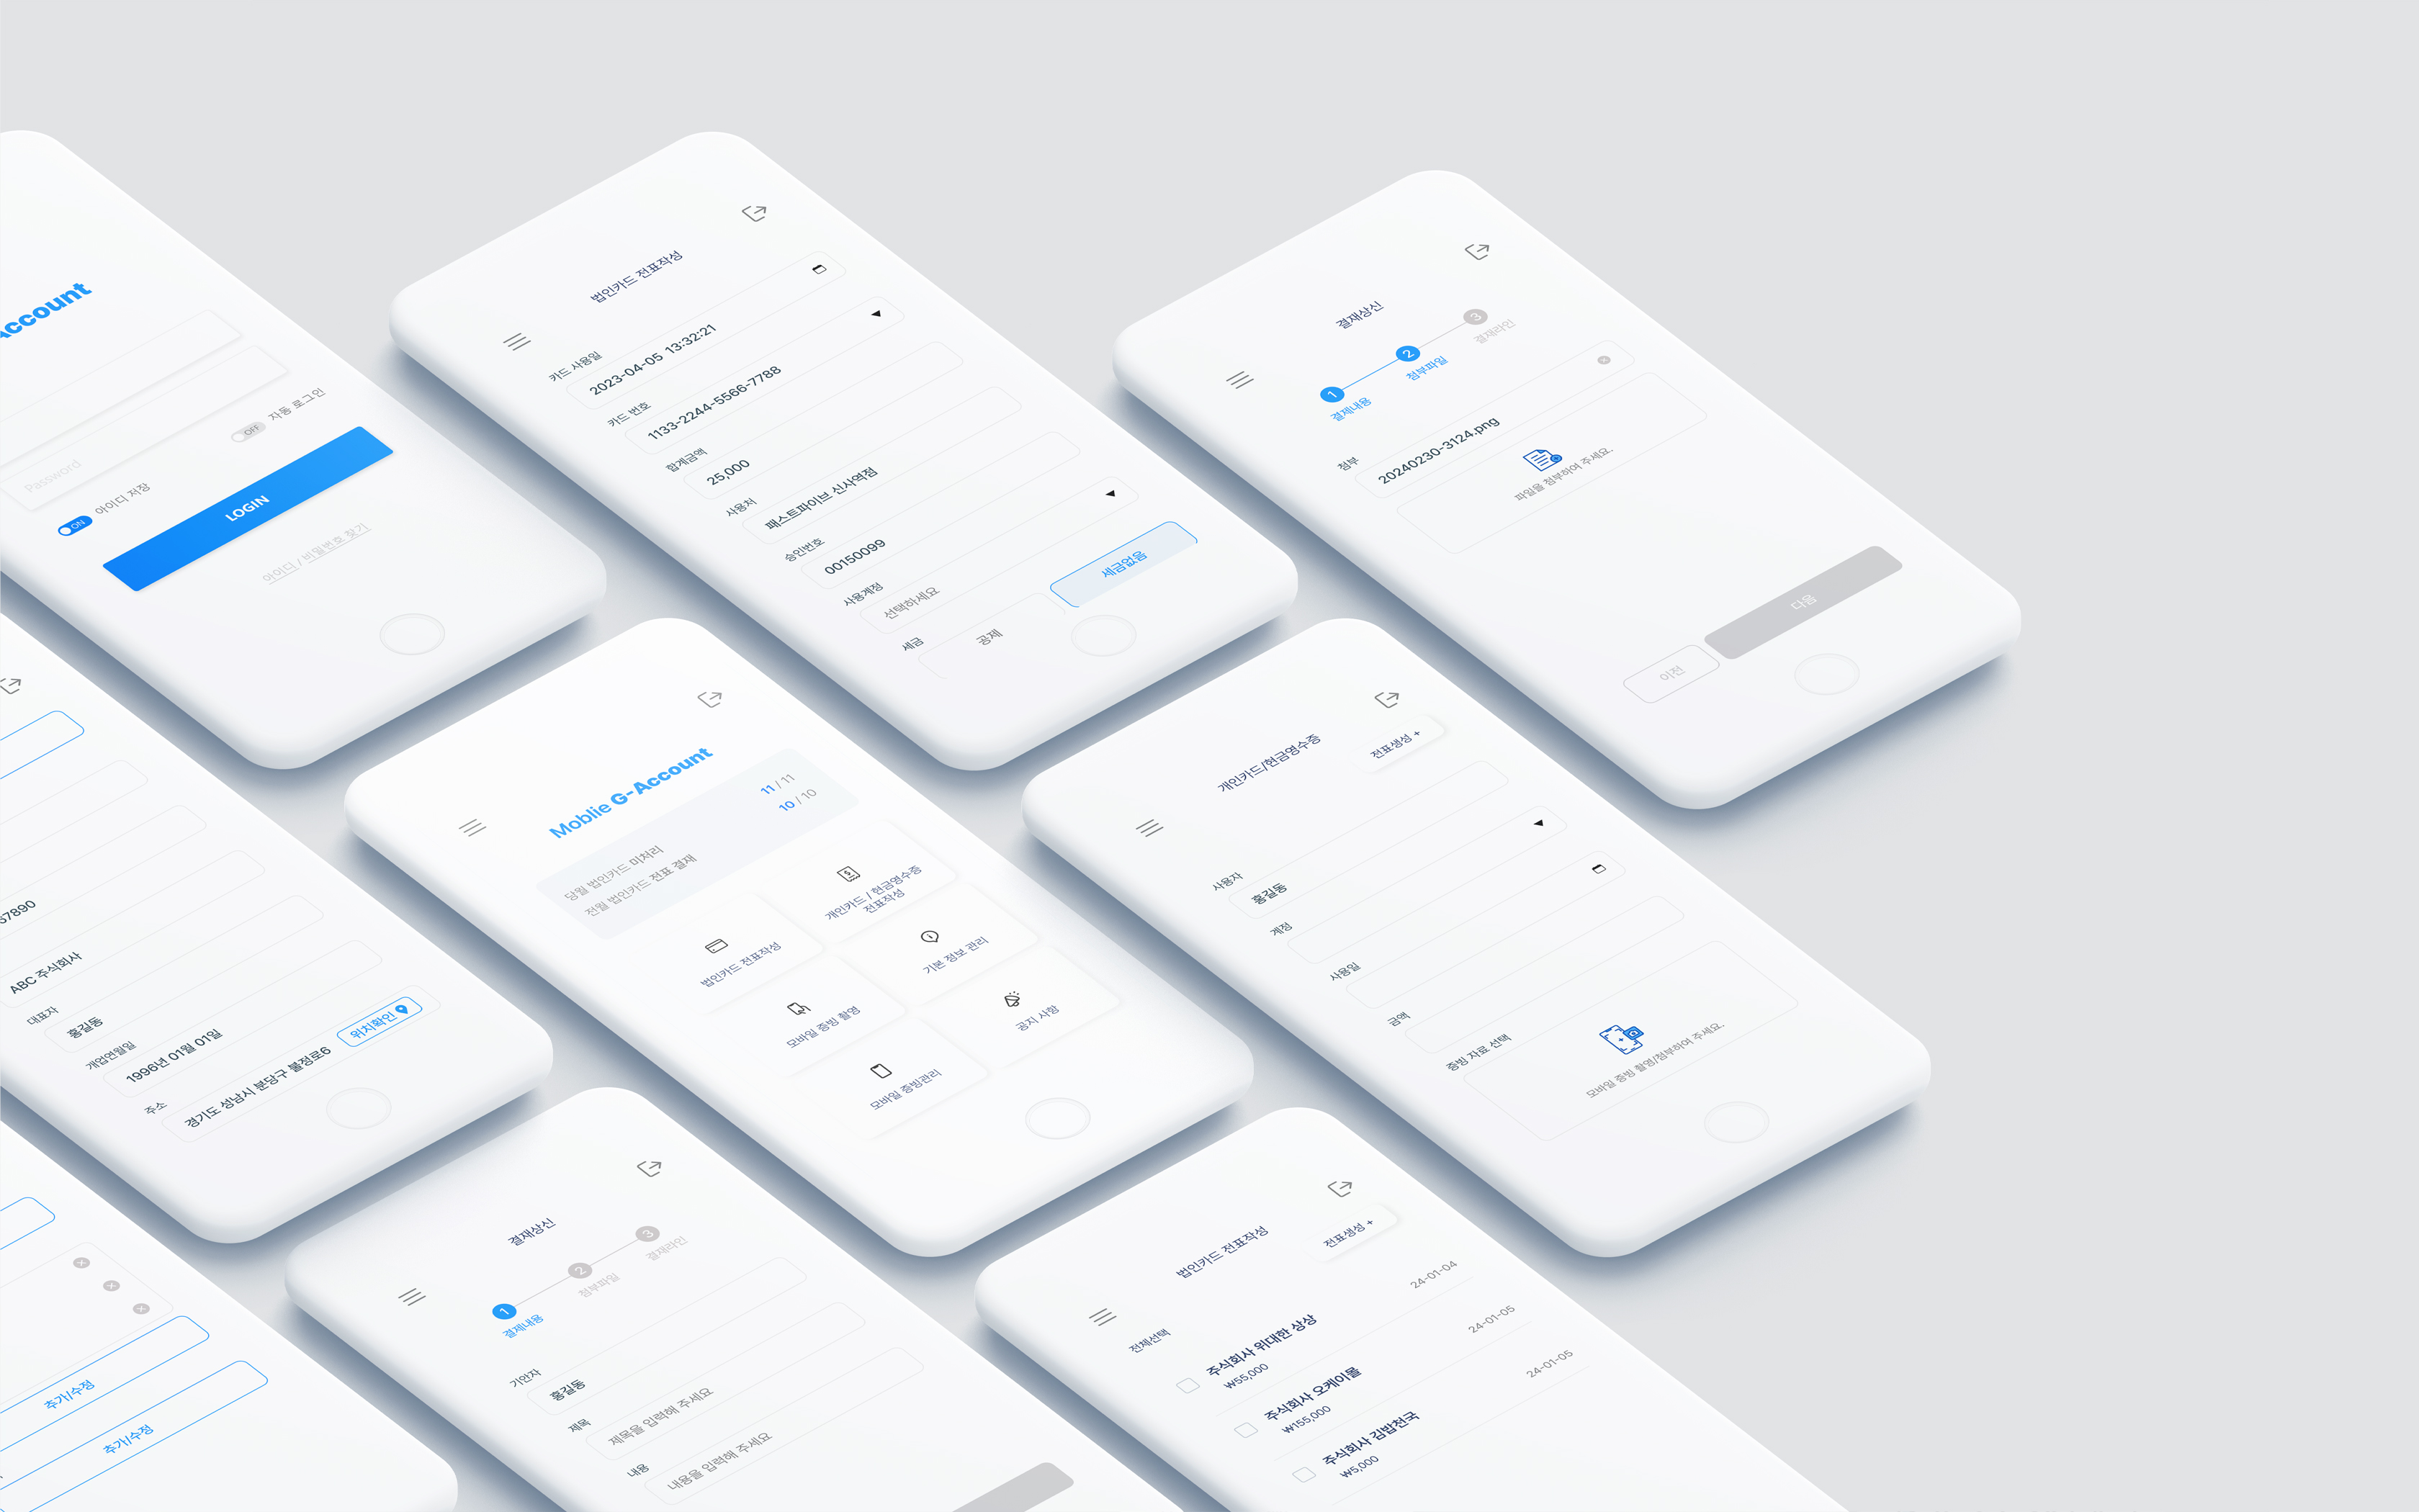 Account
Password
ON
아이디 저장
OFF
자동 로그인
LOGIN
아이디 / 비밀번호 찾기
법인카드 전표작성
카드 사용일
2023-04-05 13:32:21
카드 번호
1133-2244-5566-7788
합계금액
25,000
사용처
패스트파이브 신사역점
승인번호
00150099
사용계정
선택하세요
세금
공제
세금없음
결재상신
1
2
3
결제내용
첨부파일
결재라인
첨부
20240230-3124.png
파일을 첨부하여 주세요.
이전
다음
67890
ABC 주식회사
대표자
홍길동
개업연월일
1996년 01월 01일
주소
경기도 성남시 분당구 불정로6
위치확인
Moblie G-Account
당월 법인카드 미처리
11 / 11
전월 법인카드 전표 결재
10 / 10
법인카드 전표작성
개인카드 / 현금영수증
전표작성
모바일 증빙 촬영
기본 정보 관리
모바일 증빙관리
공지 사항
개인카드/현금영수증
전표생성 +
사용자
홍길동
계정
사용일
금액
증빙 자료 선택
모바일 증빙 촬영/첨부하여 주세요.
추가/수정
추가/수정
결재상신
1
2
3
결제내용
첨부파일
결재라인
기안자
홍길동
제목
제목을 입력해 주세요
내용
내용을 입력해 주세요
법인카드 전표작성
전표생성 +
전체선택
주식회사 위대한 상상
24-01-04
₩55,000
주식회사 오케이몰
24-01-05
₩155,000
주식회사 김밥천국
24-01-05
₩5,000